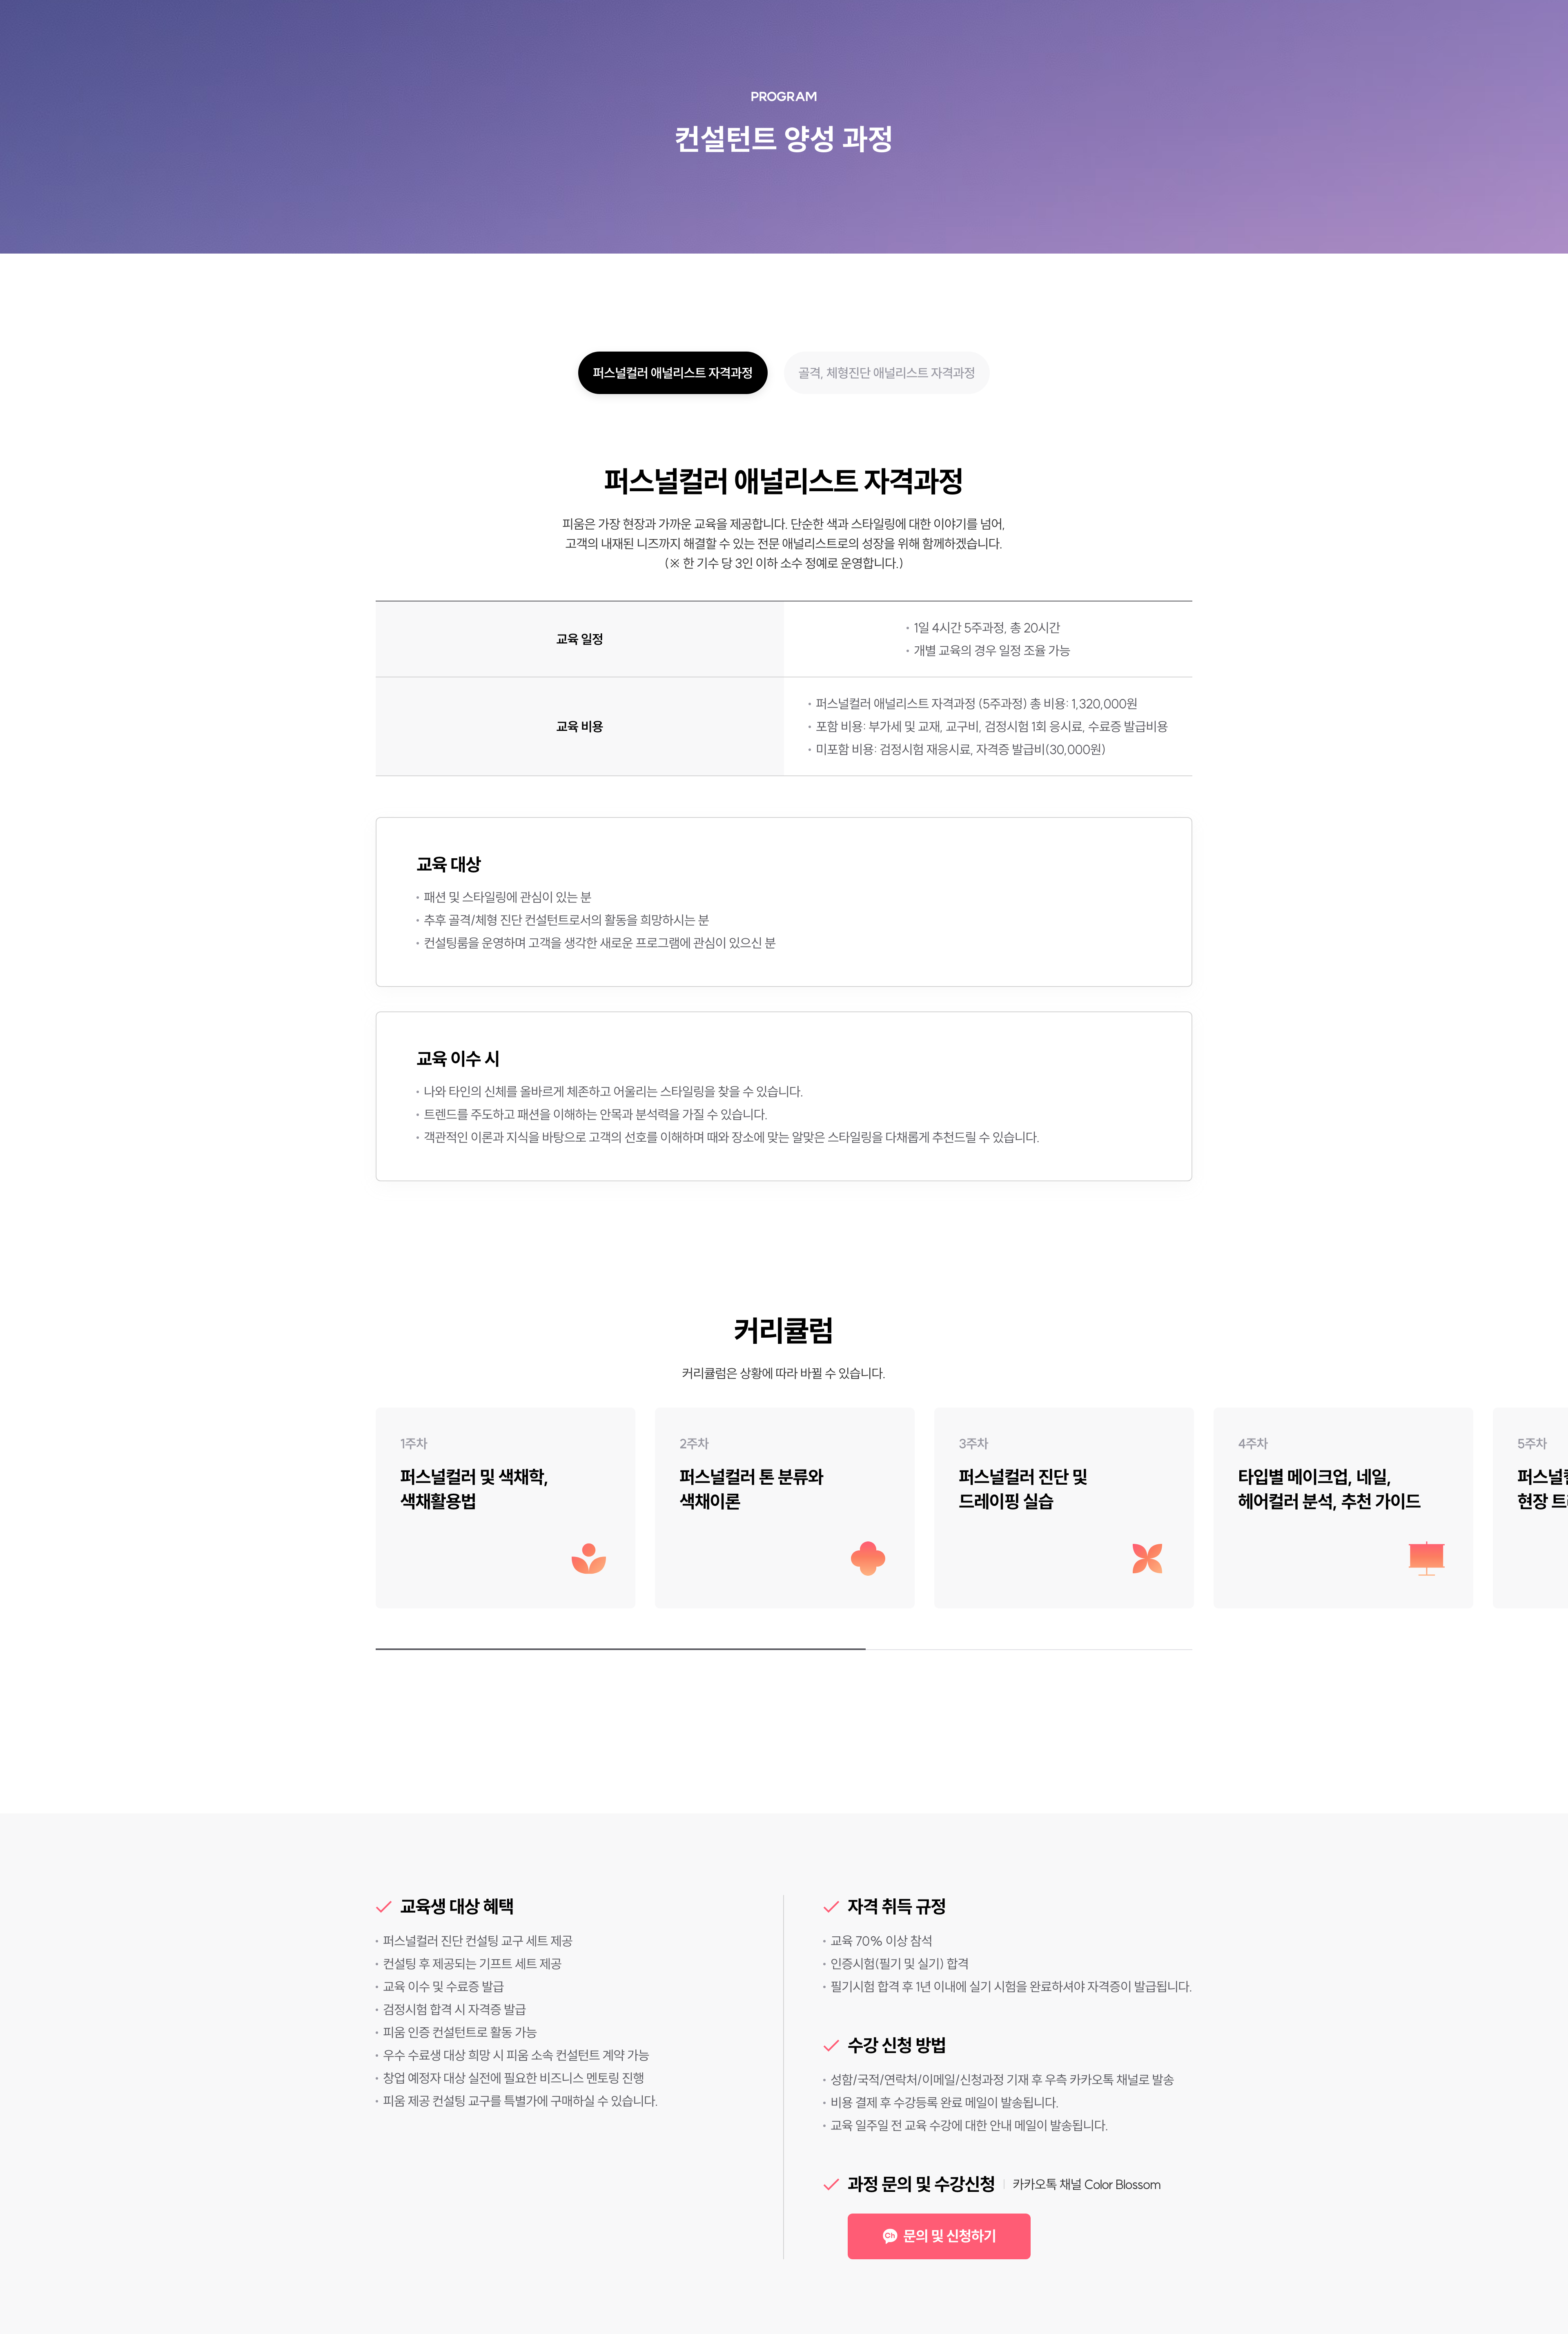 PROGRAM
컨설턴트 양성 과정
퍼스널컬러 애널리스트 자격과정
골격, 체형진단 애널리스트 자격과정
퍼스널컬러 애널리스트 자격과정
피움은 가장 현장과 가까운 교육을 제공합니다. 단순한 색과 스타일링에 대한 이야기를 넘어,
고객의 내재된 니즈까지 해결할 수 있는 전문 애널리스트로의 성장을 위해 함께하겠습니다.
(※ 한 기수 당 3인 이하 소수 정예로 운영합니다.)
교육 일정
• 1일 4시간 5주과정, 총 20시간
• 개별 교육의 경우 일정 조율 가능
교육 비용
• 퍼스널컬러 애널리스트 자격과정 (5주과정) 총 비용: 1,320,000원
• 포함 비용: 부가세 및 교재, 교구비, 검정시험 1회 응시료, 수료증 발급비용
• 미포함 비용: 검정시험 재응시료, 자격증 발급비(30,000원)
교육 대상
• 패션 및 스타일링에 관심이 있는 분
• 추후 골격/체형 진단 컨설턴트로서의 활동을 희망하시는 분
• 컨설팅룸을 운영하며 고객을 생각한 새로운 프로그램에 관심이 있으신 분
교육 이수 시
• 나와 타인의 신체를 올바르게 체존하고 어울리는 스타일링을 찾을 수 있습니다.
• 트렌드를 주도하고 패션을 이해하는 안목과 분석력을 가질 수 있습니다.
• 객관적인 이론과 지식을 바탕으로 고객의 선호를 이해하며 때와 장소에 맞는 알맞은 스타일링을 다채롭게 추천드릴 수 있습니다.
커리큘럼
커리큘럼은 상황에 따라 바뀔 수 있습니다.
1주차
퍼스널컬러 및 색채학,
색채활용법
2주차
퍼스널컬러 톤 분류와
색채이론
3주차
퍼스널컬러 진단 및
드레이핑 실습
4주차
타입별 메이크업, 네일,
헤어컬러 분석, 추천 가이드
5주차
퍼스널
현장
교육생 대상 혜택
• 퍼스널컬러 진단 컨설팅 교구 세트 제공
• 컨설팅 후 제공되는 기프트 세트 제공
• 교육 이수 및 수료증 발급
• 검정시험 합격 시 자격증 발급
• 피움 인증 컨설턴트로 활동 가능
• 우수 수료생 대상 희망 시 피움 소속 컨설턴트 계약 가능
• 창업 예정자 대상 실전에 필요한 비즈니스 멘토링 진행
• 피움 제공 컨설팅 교구를 특별가에 구매하실 수 있습니다.
자격 취득 규정
• 교육 70% 이상 참석
• 인증시험(필기 및 실기) 합격
• 필기시험 합격 후 1년 이내에 실기 시험을 완료하셔야 자격증이 발급됩니다.
수강 신청 방법
• 성함/국적/연락처/이메일/신청과정 기재 후 우측 카카오톡 채널로 발송
• 비용 결제 후 수강등록 완료 메일이 발송됩니다.
• 교육 일주일 전 교육 수강에 대한 안내 메일이 발송됩니다.
과정 문의 및 수강신청 | 카카오톡 채널 Color Blossom
Ch 문의 및 신청하기